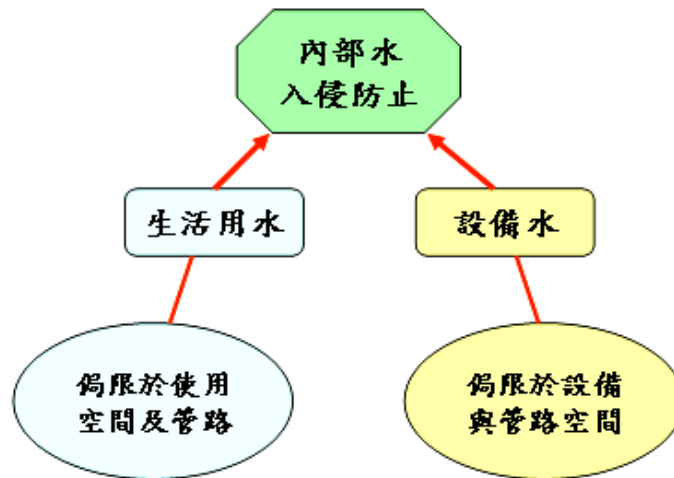 內部水
入侵防止
生活用水
設備水
侷限於使用
空間及管路
侷限於設備
與管路空間